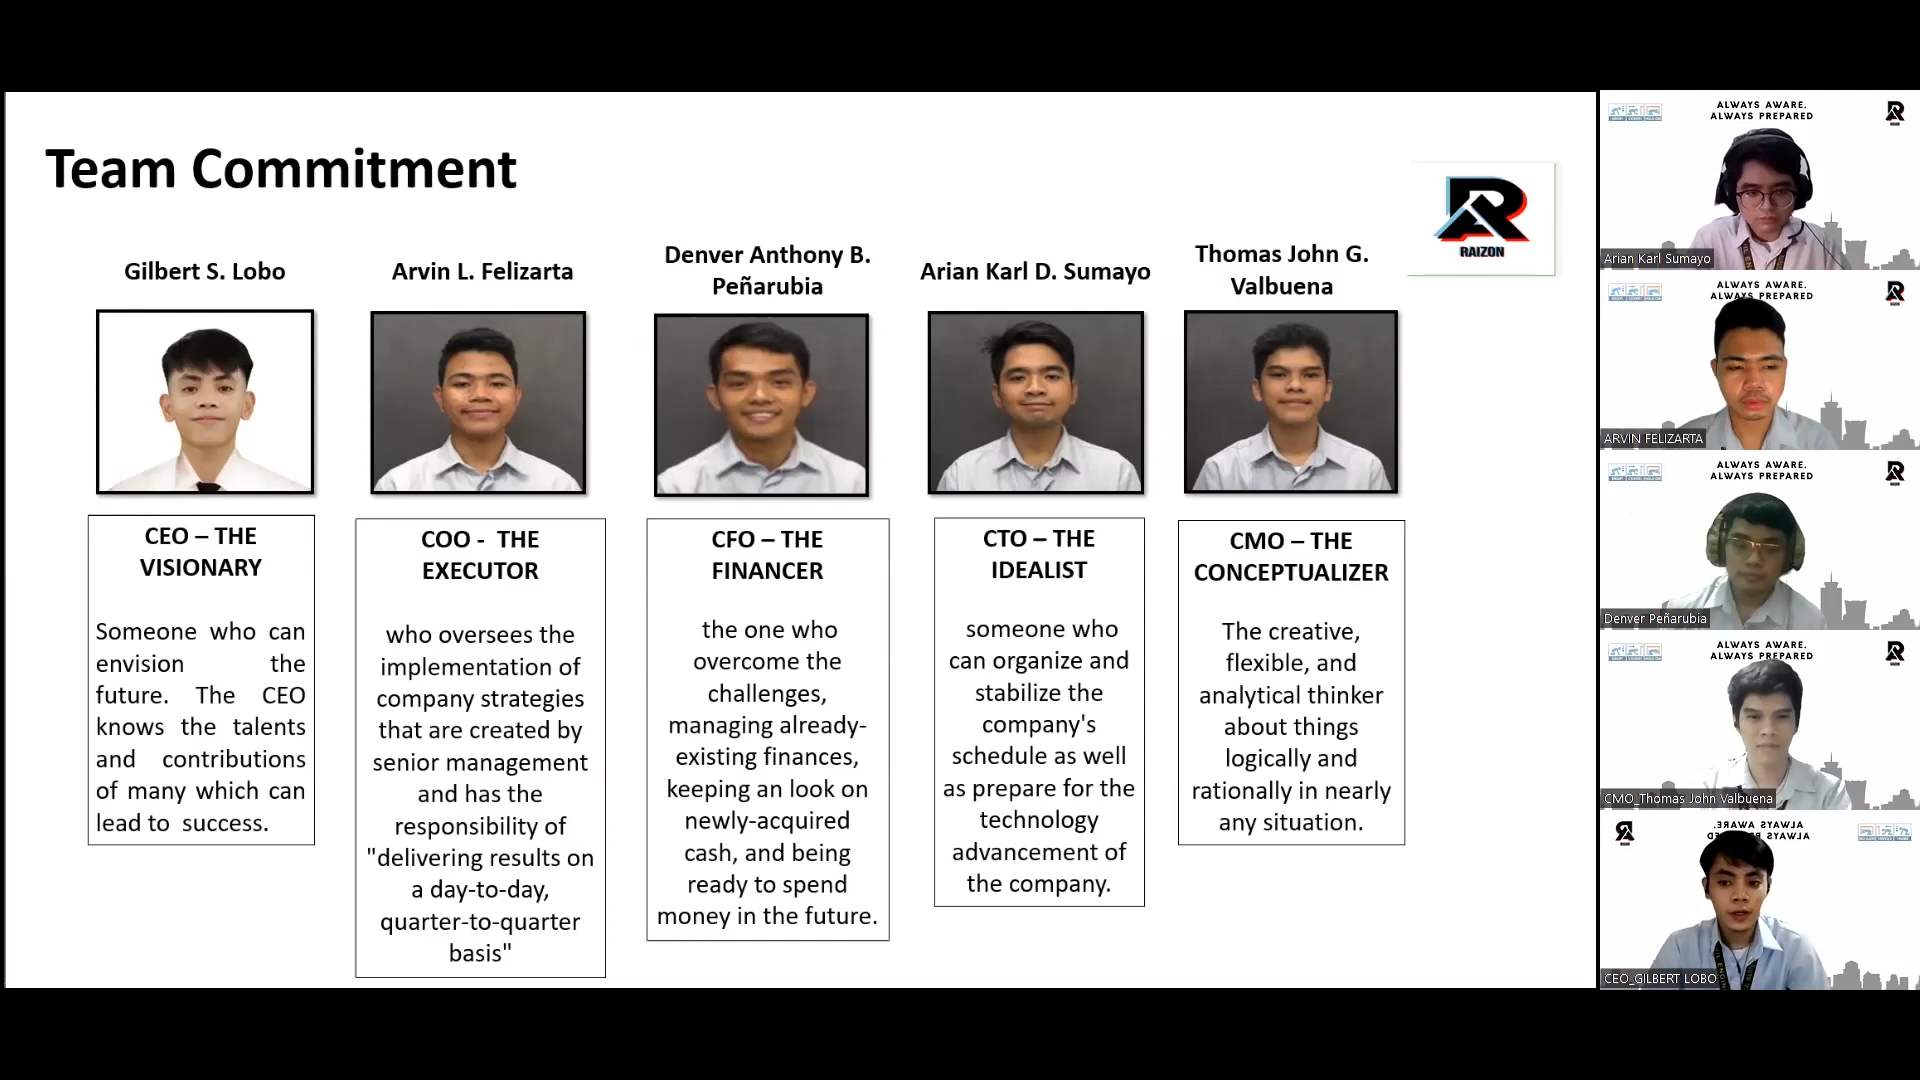 Team Commitment
RAIZON
Gilbert S. Lobo
CEO – THE
VISIONARY
Someone who can
envision the
future. The CEO
knows the talents
and contributions
of many which can
lead to success.
Arvin L. Felizarta
COO - THE
EXECUTOR
who oversees the
implementation of
company strategies
that are created by
senior management
and has the
responsibility of
"delivering results on
a day-to-day,
quarter-to-quarter
basis"
Denver Anthony B.
Peñarubia
CFO – THE
FINANCER
the one who
overcome the
challenges,
managing already-
existing finances,
keeping an look on
newly-acquired
cash, and being
ready to spend
money in the future.
Arian Karl D. Sumayo
CTO – THE
IDEALIST
someone who
can organize and
stabilize the
company's
schedule as well
as prepare for the
technology
advancement of
the company.
Thomas John G.
Valbuena
CMO – THE
CONCEPTUALIZER
The creative,
flexible, and
analytical thinker
about things
logically and
rationally in nearly
any situation.
ALWAYS AWARE,
ALWAYS PREPARED
Arian Karl Sumayo
ALWAYS AWARE,
ALWAYS PREPARED
ARVIN FELIZARTA
ALWAYS AWARE,
ALWAYS PREPARED
Denver Peñarubia
ALWAYS AWARE,
ALWAYS PREPARED
CMO_Thomas John Valbuena
ALWAYS AWARE,
CEO_GILBERT LOBO